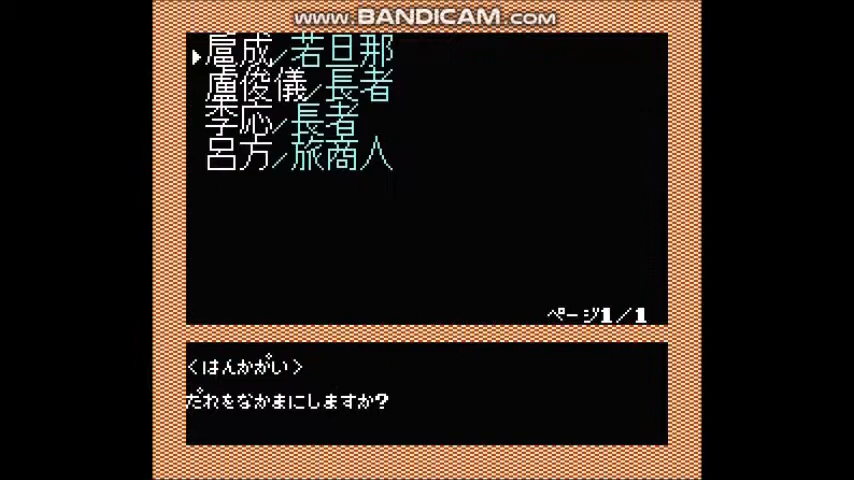 www.BANDICAM.com
扈成/若旦那
盧俊儀/長者
李応/長者
呂方/旅商人
ページ1/1
<はんかがい>
だれをなかまにしますか?